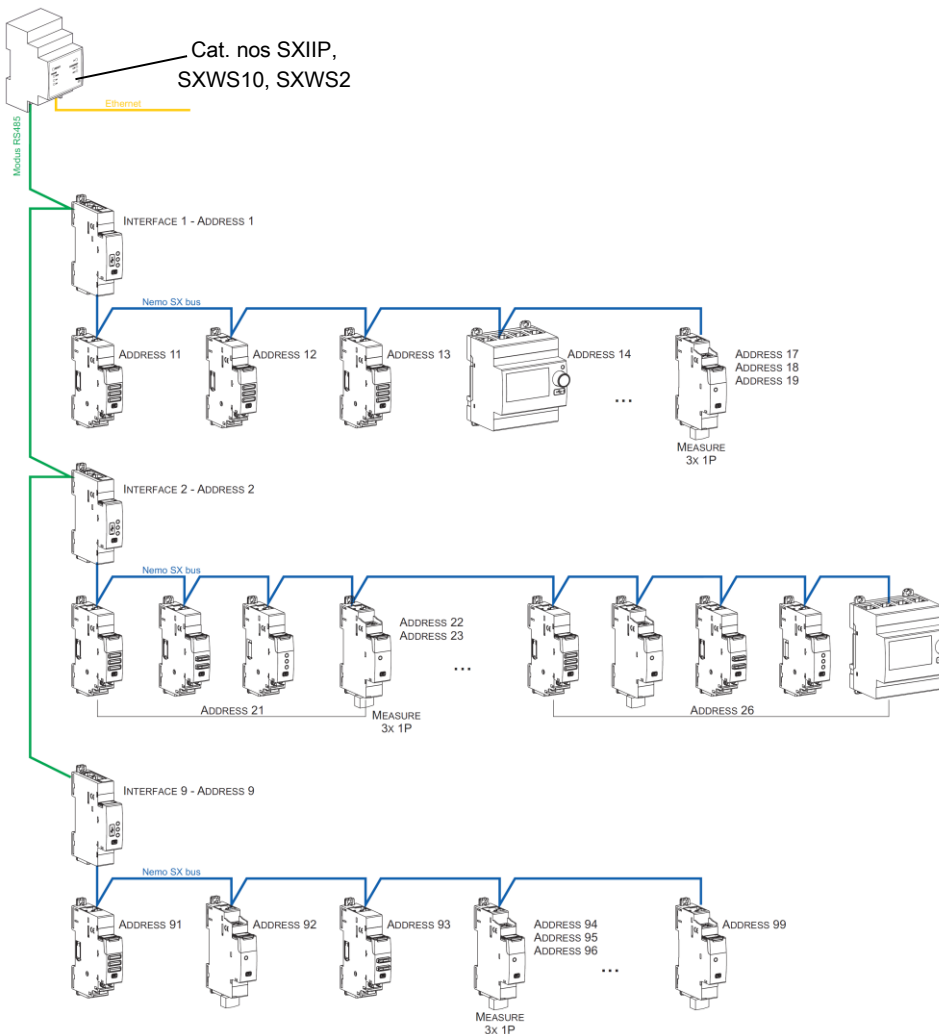 Cat. nos SXIIP,
SXWS10, SXWS2
Ethernet
Modus RS485
INTERFACE 1 - ADDRESS 1
Nemo SX bus
ADDRESS 11
ADDRESS 12
ADDRESS 13
ADDRESS 14
...
ADDRESS 17
ADDRESS 18
ADDRESS 19
MEASURE
3X 1P
INTERFACE 2 - ADDRESS 2
Nemo SX bus
ADDRESS 22
ADDRESS 23
...
ADDRESS 21
MEASURE
3X 1P
ADDRESS 26
INTERFACE 9 - ADDRESS 9
Nemo SX bus
ADDRESS 91
ADDRESS 92
ADDRESS 93
ADDRESS 94
ADDRESS 95
ADDRESS 96
...
ADDRESS 99
MEASURE
3X 1P